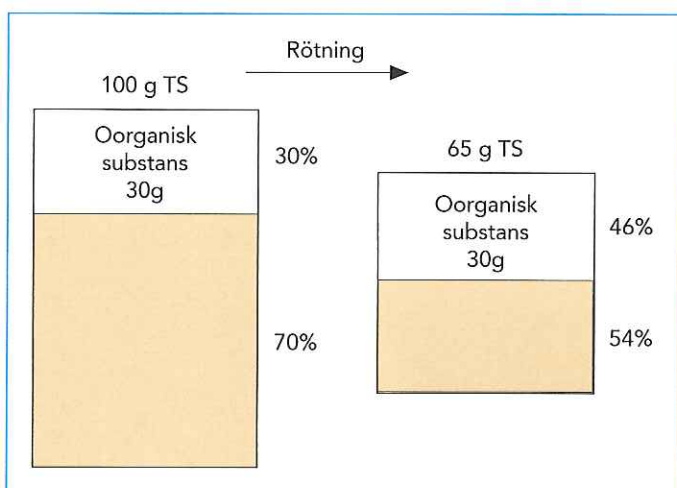 Rötning
100 g TS
Oorganisk
substans
30g
30%
70%
65 g TS
Oorganisk
substans
30g
46%
54%